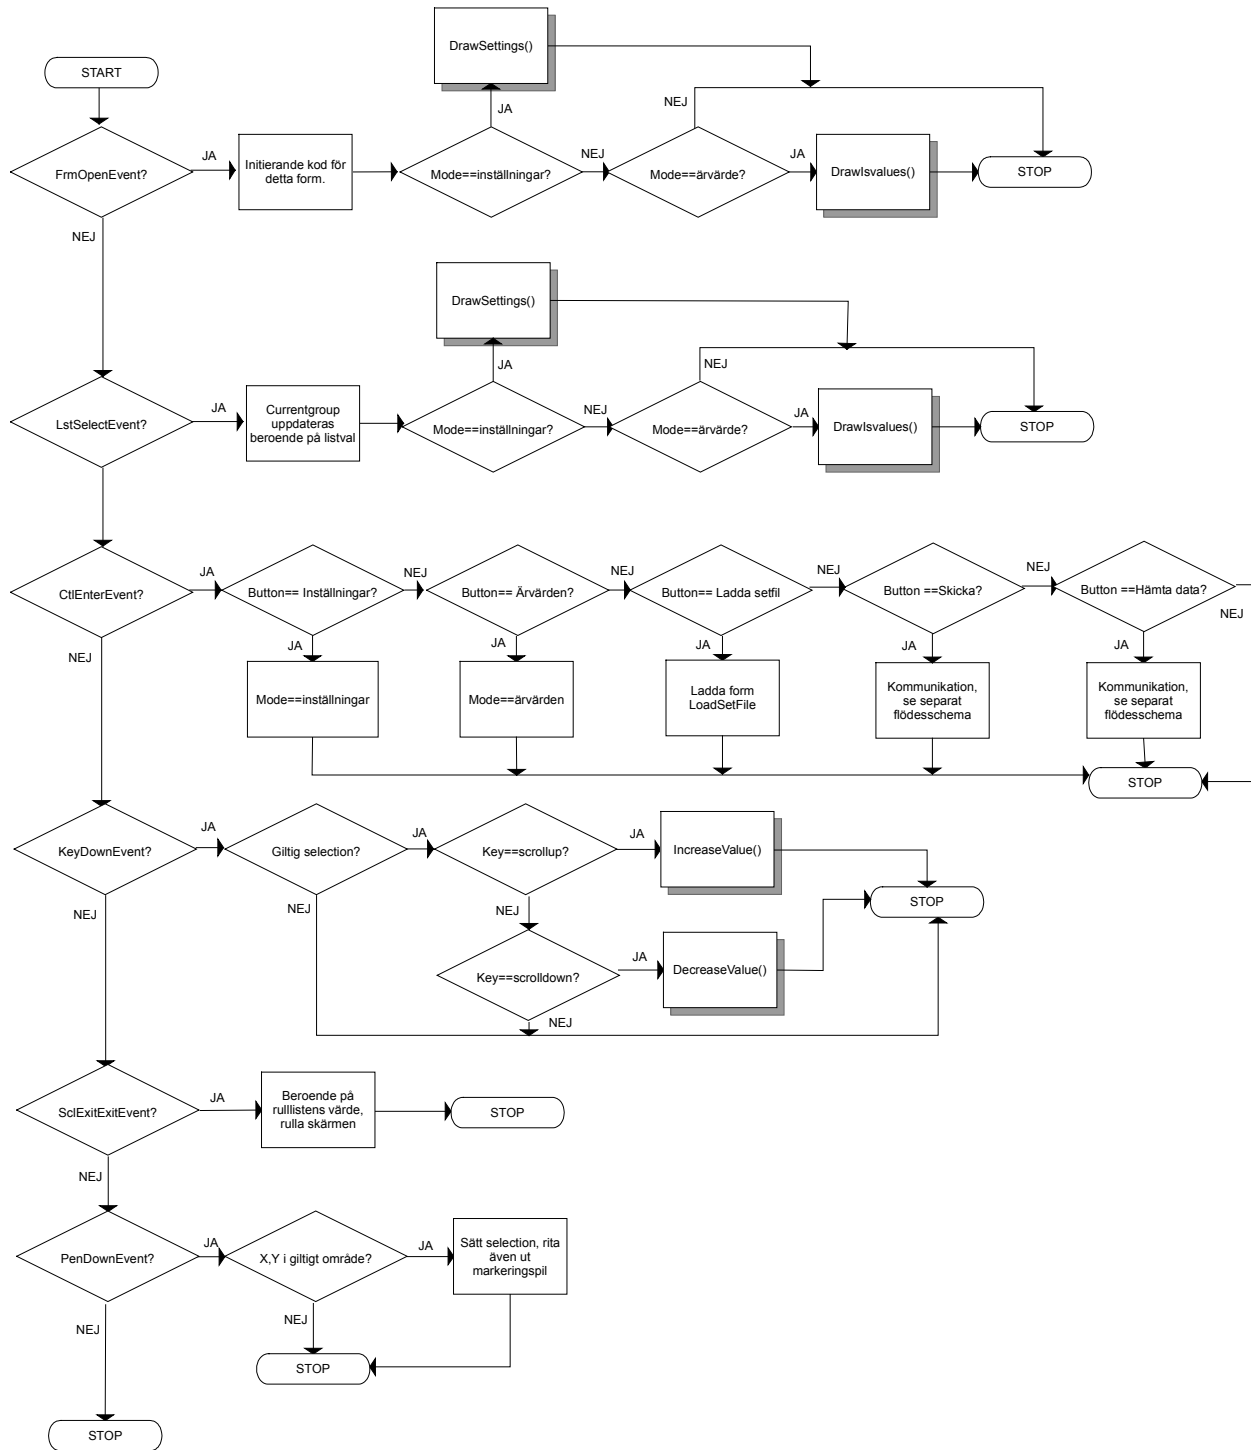 DrawSettings()
START
JA
NEJ
FrmOpenEvent?
JA
Initierande kod för
detta form.
Mode==inställningar?
NEJ
Mode==ärvärde?
JA
DrawIsvalues()
STOP
NEJ
DrawSettings()
JA
NEJ
LstSelectEvent?
JA
Currentgroup
uppdateras
beroende på listval
Mode==inställningar?
NEJ
Mode==ärvärde?
JA
DrawIsvalues()
STOP
NEJ
CtlEnterEvent?
JA
Button== Inställningar?
NEJ
Button== Ärvärden?
NEJ
Button== Ladda setfil
NEJ
Button ==Skicka?
NEJ
Button ==Hämta data?
NEJ
NEJ
JA
JA
JA
JA
JA
Mode==inställningar
Mode==ärvärden
Ladda form
LoadSetFile
Kommunikation,
se separat
flödesschema
Kommunikation,
se separat
flödesschema
STOP
KeyDownEvent?
JA
Giltig selection?
JA
Key==scrollup?
JA
IncreaseValue()
STOP
NEJ
NEJ
NEJ
Key==scrolldown?
JA
DecreaseValue()
NEJ
SclExitExitEvent?
JA
Beroende på
rulllistens värde,
rulla skärmen
STOP
NEJ
PenDownEvent?
JA
X,Y i giltigt område?
JA
Sätt selection, rita
även ut
markeringspil
NEJ
NEJ
STOP
STOP